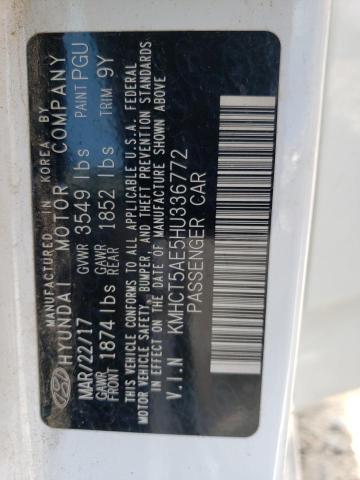 MANUFACTURED IN KOREA BY
HYUNDAI MOTOR COMPANY
MAR/22/17 GVWR 3549 lbs PAINT PGU
GAWR FRONT 1874 lbs GAWR REAR 1852 lbs TRIM 9Y
THIS VEHICLE CONFORMS TO ALL APPLICABLE U.S.A. FEDERAL
MOTOR VEHICLE SAFETY, BUMPER, AND THEFT PREVENTION STANDARDS
IN EFFECT ON THE DATE OF MANUFACTURE SHOWN ABOVE.
V.I.N KMHCT5AE5HU336772
PASSENGER CAR